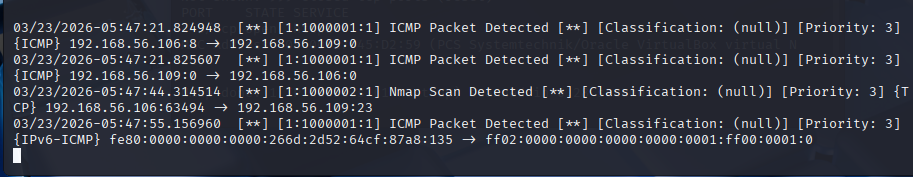 PORT STATE SERVICE
03/23/2026-05:47:21.824948 [**] [1:1000001:1] ICMP Packet Detected [**] [Classification: (null)] [Priority: 3]
{ICMP} 192.168.56.106:8 → 192.168.56.109:0
03/23/2026-05:47:21.825607 [**] [1:1000001:1] ICMP Packet Detected [**] [Classification: (null)] [Priority: 3]
{ICMP} 192.168.56.109:0 → 192.168.56.106:0
03/23/2026-05:47:44.314514 [**] [1:1000002:1] Nmap Scan Detected [**] [Classification: (null)] [Priority: 3] {T
CP} 192.168.56.106:63494 → 192.168.56.109:23
03/23/2026-05:47:55.156960 [**] [1:1000001:1] ICMP Packet Detected [**] [Classification: (null)] [Priority: 3]
{IPv6-ICMP} fe80:0000:0000:0000:266d:2d52:64cf:87a8:135 → ff02:0000:0000:0000:0000:0001:ff00:0001:0